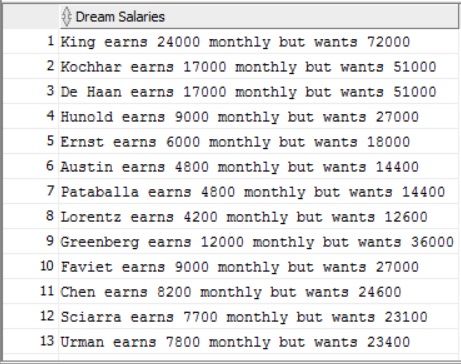 Dream Salaries
1 King earns 24000 monthly but wants 72000
2 Kochhar earns 17000 monthly but wants 51000
3 De Haan earns 17000 monthly but wants 51000
4 Hunold earns 9000 monthly but wants 27000
5 Ernst earns 6000 monthly but wants 18000
6 Austin earns 4800 monthly but wants 14400
7 Pataballa earns 4800 monthly but wants 14400
8 Lorentz earns 4200 monthly but wants 12600
9 Greenberg earns 12000 monthly but wants 36000
10 Faviet earns 9000 monthly but wants 27000
11 Chen earns 8200 monthly but wants 24600
12 Sciarra earns 7700 monthly but wants 23100
13 Urman earns 7800 monthly but wants 23400